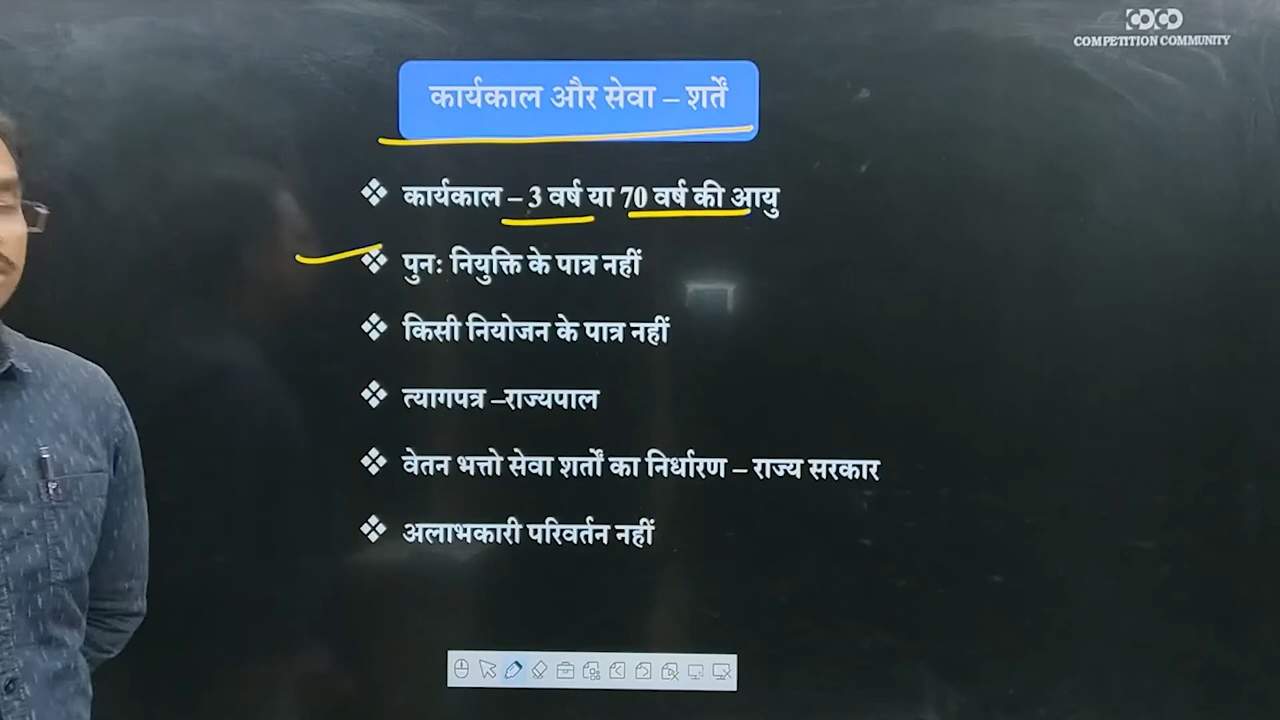 COCO
COMPETITION COMMUNITY
कार्यकाल और सेवा – शर्तें
❖ कार्यकाल – 3 वर्ष या 70 वर्ष की आयु
❖ पुनः नियुक्ति के पात्र नहीं
❖ किसी नियोजन के पात्र नहीं
❖ त्यागपत्र –राज्यपाल
❖ वेतन भत्तो सेवा शर्तों का निर्धारण – राज्य सरकार
❖ अलाभकारी परिवर्तन नहीं